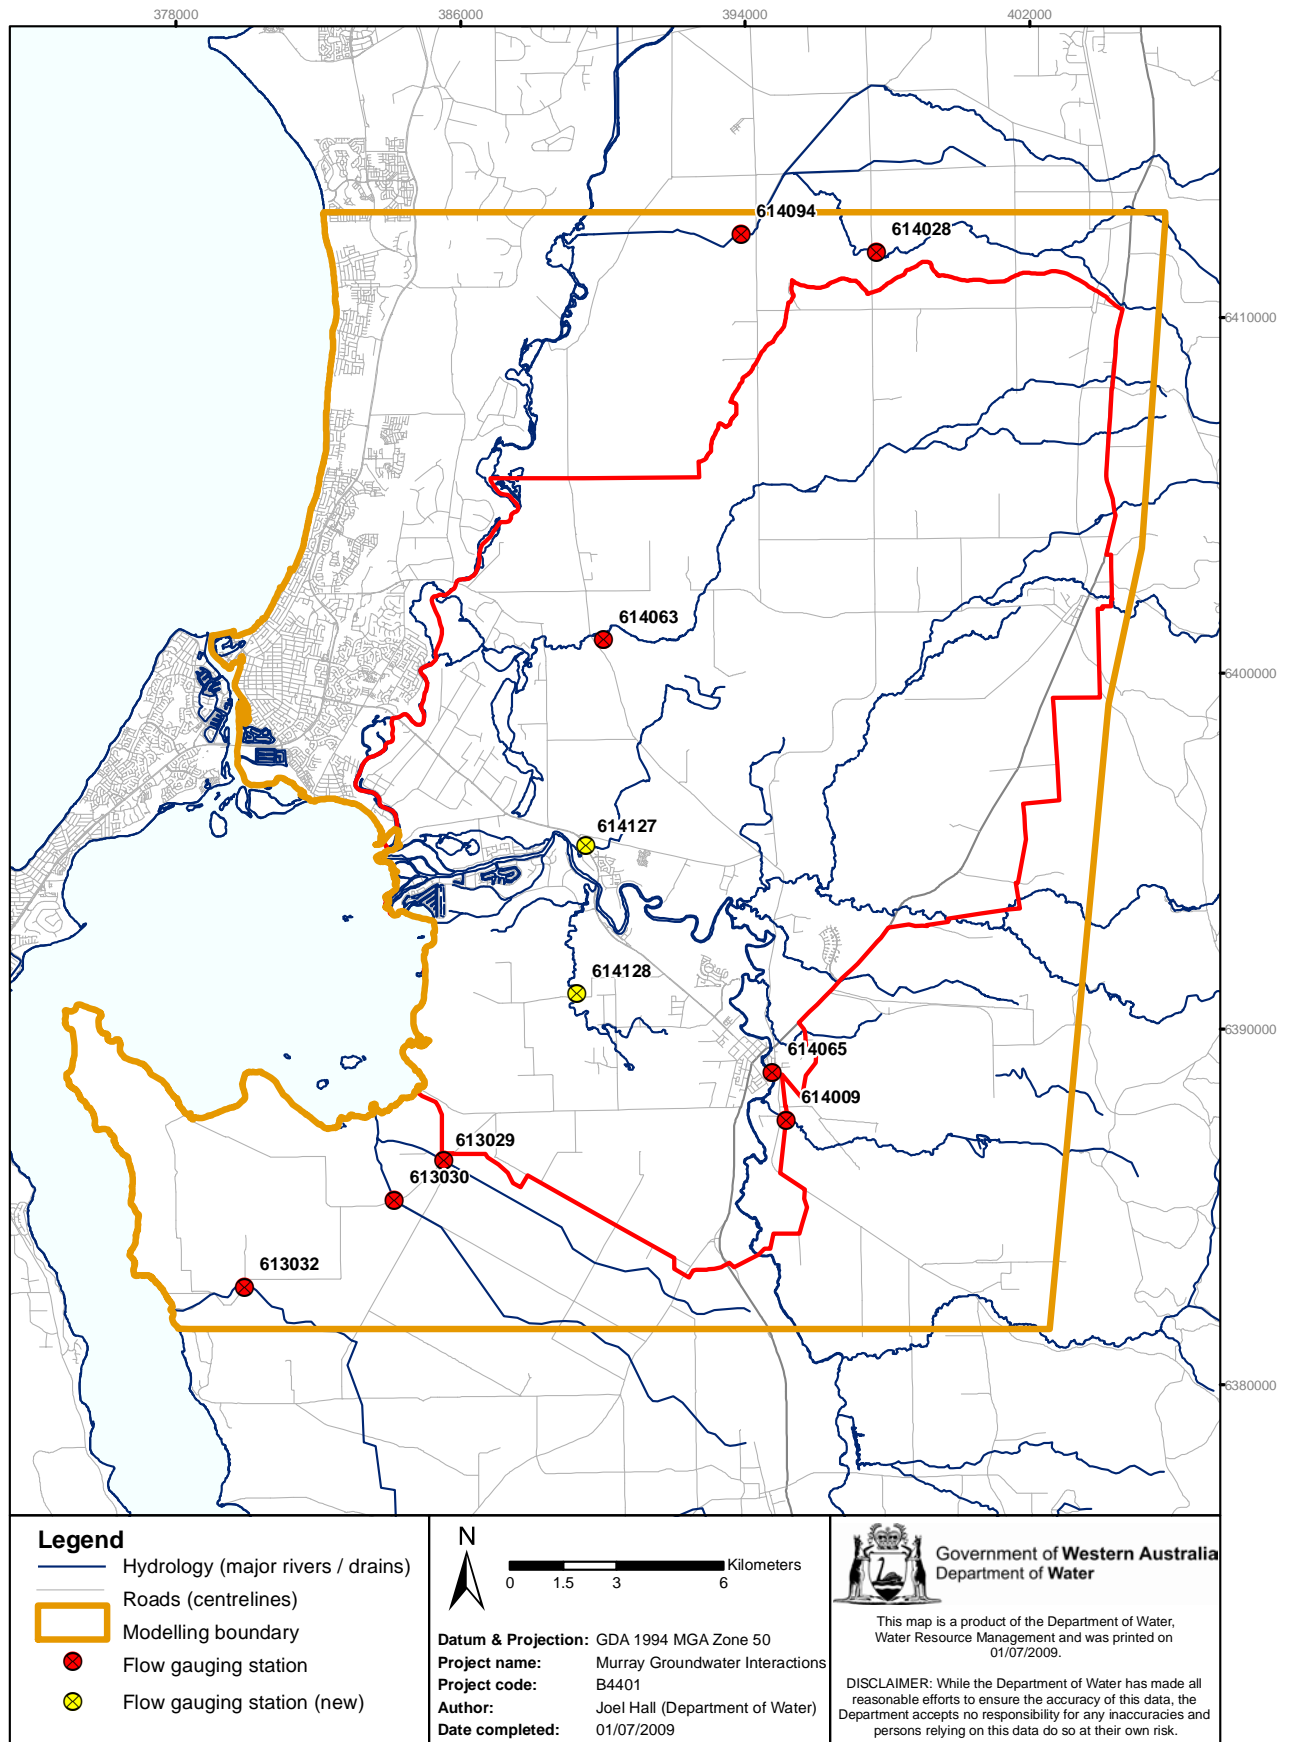 378000
386000
394000
402000
614094
614028
6410000
614063
6400000
614127
614128
6390000
614065
614009
613029
613030
613032
6380000
Legend
Hydrology (major rivers / drains)
Roads (centrelines)
Modelling boundary
Flow gauging station
Flow gauging station (new)
N
Kilometers
0 1.5 3 6
Datum & Projection: GDA 1994 MGA Zone 50
Project name: Murray Groundwater Interactions
Project code: B4401
Author: Joel Hall (Department of Water)
Date completed: 01/07/2009
Government of Western Australia
Department of Water
This map is a product of the Department of Water,
Water Resource Management and was printed on
01/07/2009.
DISCLAIMER: While the Department of Water has made all
reasonable efforts to ensure the accuracy of this data, the
Department accepts no responsibility for any inaccuracies and
persons relying on this data do so at their own risk.